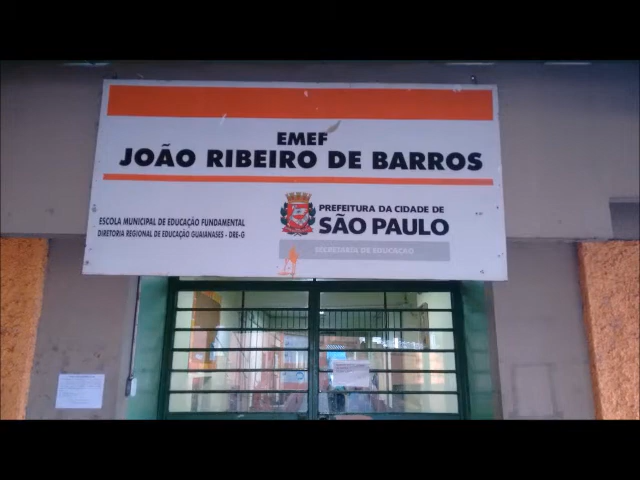 EMEF
JOÃO RIBEIRO DE BARROS
ESCOLA MUNICIPAL DE EDUCAÇÃO FUNDAMENTAL
DIRETORIA REGIONAL DE EDUCAÇÃO GUAIANASES - DRE-G
PREFEITURA DA CIDADE DE
SÃO PAULO
SECRETARIA DE EDUCAÇÃO